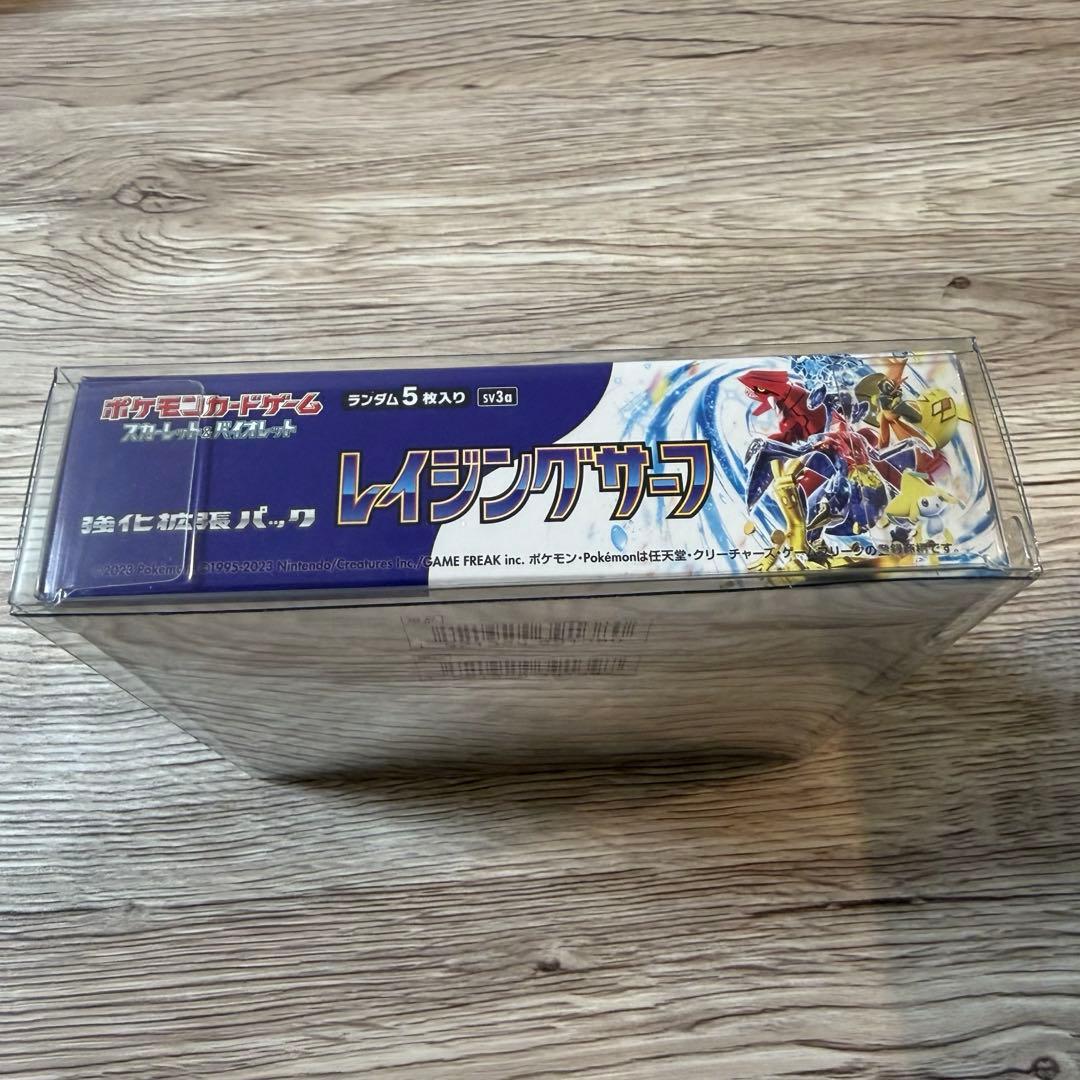 ポケモンカードゲーム
スカーレット&バイオレット
ランダム5枚入り
sv3a
強化拡張パック
レイジングサーフ
2023 Pokémon ©1995-2023 Nintendo/Creatures Inc./GAME FREAK inc. ポケモン・Pokémonは任天堂・クリーチャーズ・ゲームフリークの登録商標です。